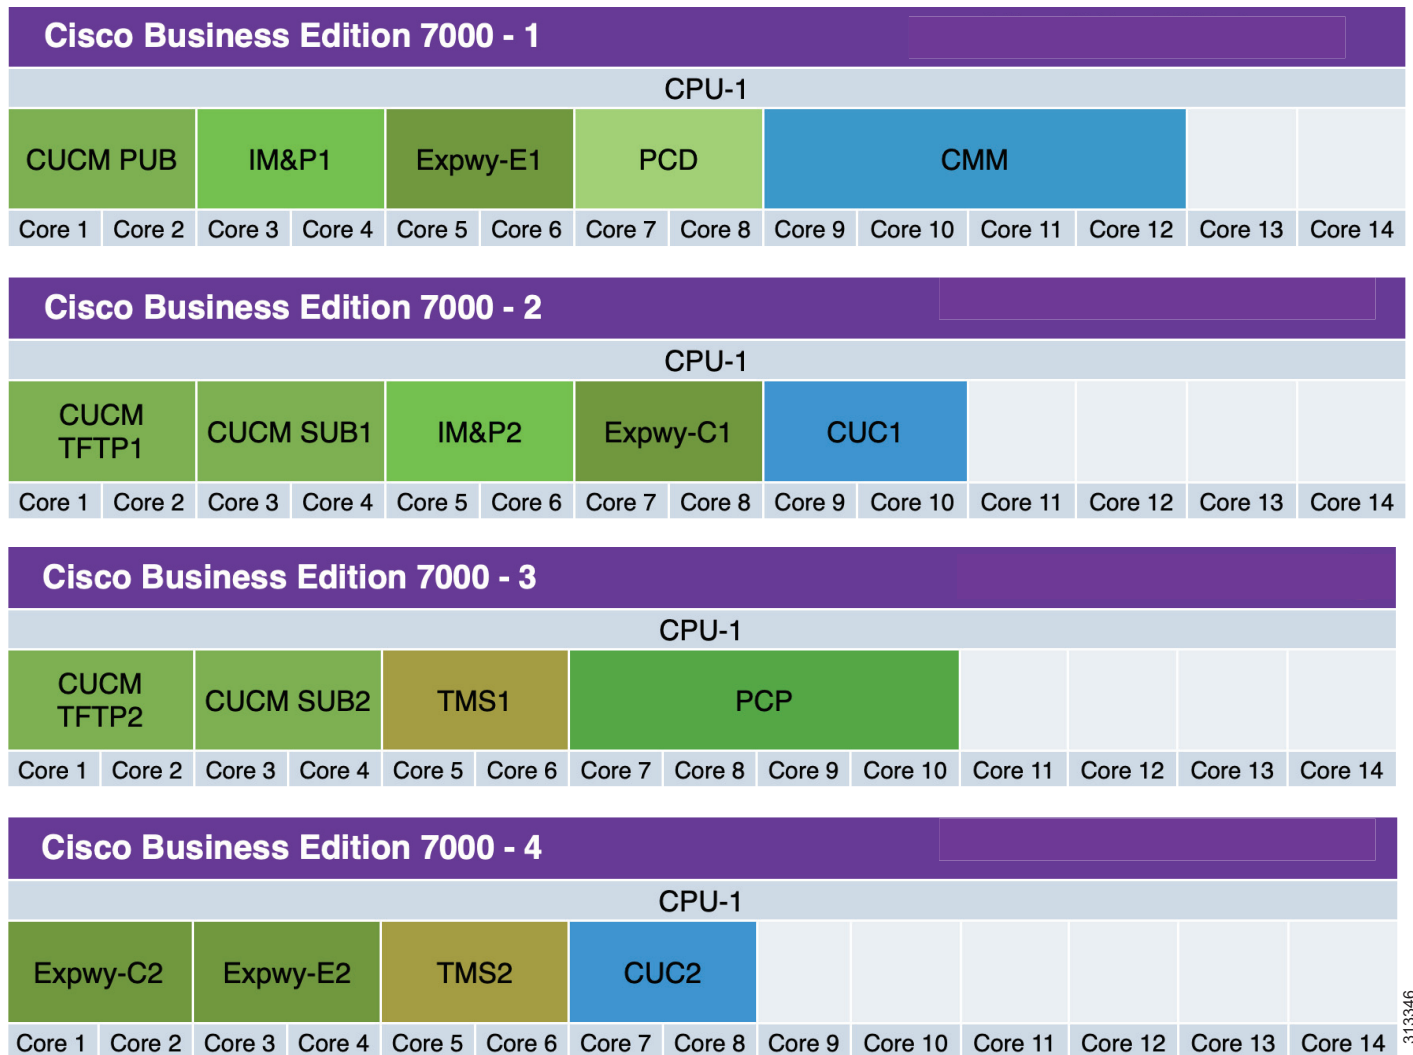 Cisco Business Edition 7000 - 1
CPU-1
CUCM PUB IM&P1 Expwy-E1 PCD CMM
Core 1 Core 2 Core 3 Core 4 Core 5 Core 6 Core 7 Core 8 Core 9 Core 10 Core 11 Core 12 Core 13 Core 14
Cisco Business Edition 7000 - 2
CPU-1
CUCM
TFTP1
CUCM SUB1 IM&P2 Expwy-C1 CUC1
Core 1 Core 2 Core 3 Core 4 Core 5 Core 6 Core 7 Core 8 Core 9 Core 10 Core 11 Core 12 Core 13 Core 14
Cisco Business Edition 7000 - 3
CPU-1
CUCM
TFTP2
CUCM SUB2 TMS1 PCP
Core 1 Core 2 Core 3 Core 4 Core 5 Core 6 Core 7 Core 8 Core 9 Core 10 Core 11 Core 12 Core 13 Core 14
Cisco Business Edition 7000 - 4
CPU-1
Expwy-C2 Expwy-E2 TMS2 CUC2
Core 1 Core 2 Core 3 Core 4 Core 5 Core 6 Core 7 Core 8 Core 9 Core 10 Core 11 Core 12 Core 13 Core 14
313346